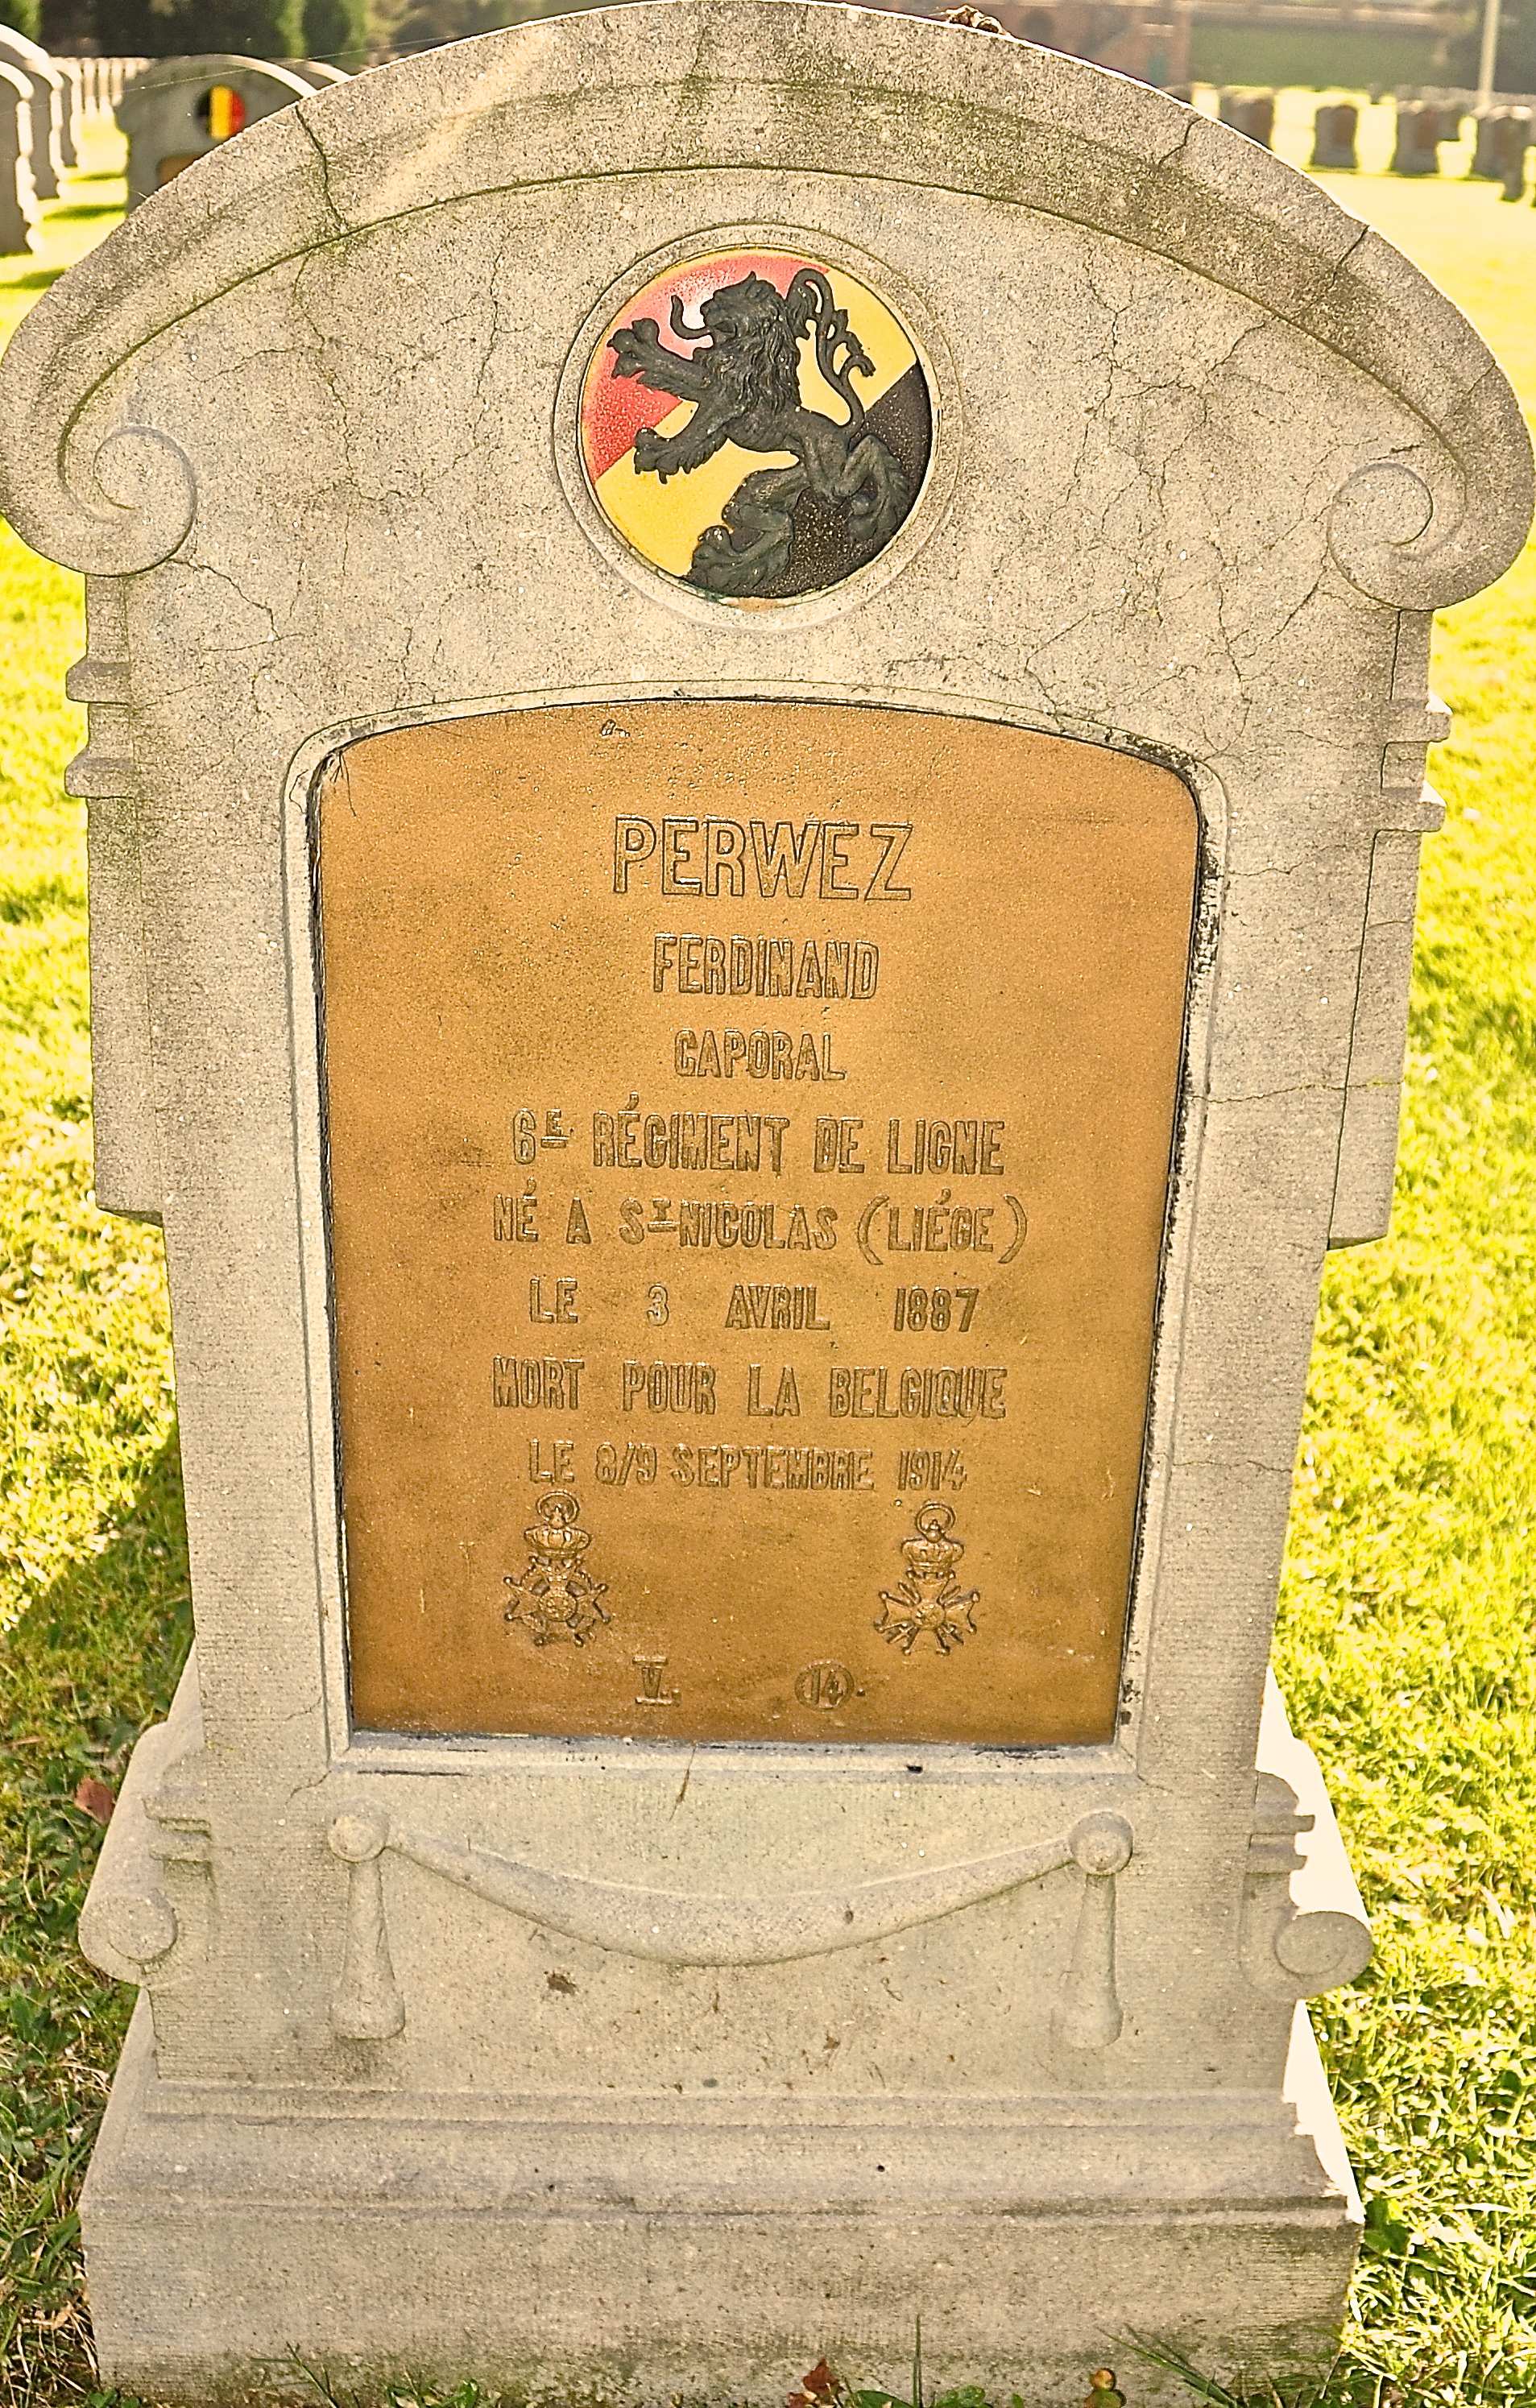 PERWEZ
FERDINAND
CAPORAL
6E RÉGIMENT DE LIGNE
NÉ A ST NICOLAS (LIÉGE)
LE 3 AVRIL 1887
MORT POUR LA BELGIQUE
LE 8/9 SEPTEMBRE 1914
V. 14.